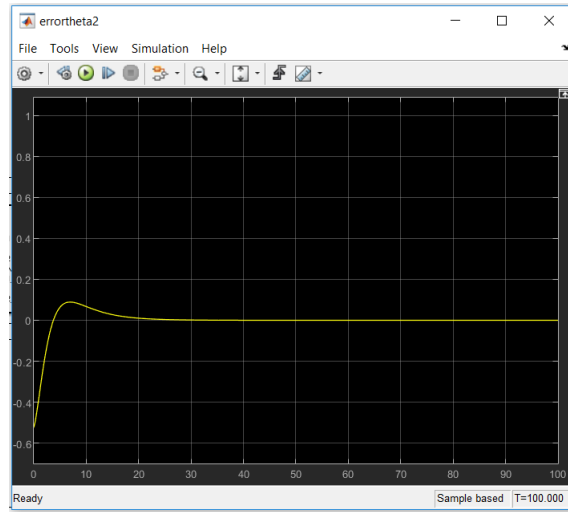 errortheta2
File Tools View Simulation Help
1
0.8
0.6
0.4
0.2
0
-0.2
-0.4
-0.6
0 10 20 30 40 50 60 70 80 90 100
Ready Sample based T=100.000